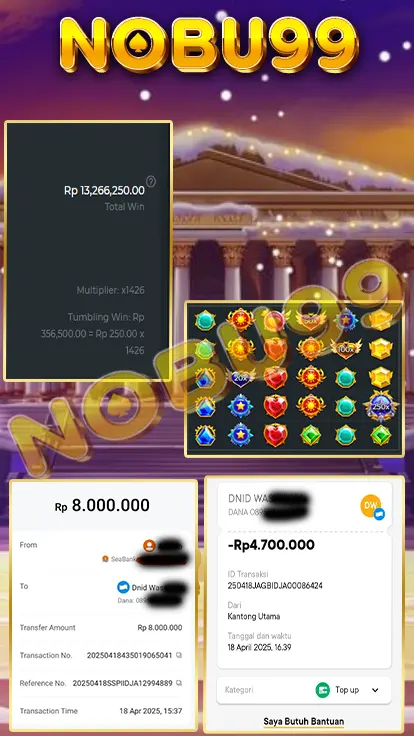 NOBU99
Rp 13,266,250.00
?
Total Win
Multiplier: x1426
Tumbling Win: Rp
356,500.00 = Rp 250.00 x
1426
NOBU99
100x
20x
250x
Rp 8.000.000
From
SeaBank
To
Dnid Was
Dana: 089
Transfer Amount
Rp 8.000.000
Transaction No.
20250418435019065041
Reference No.
20250418SSPIIDJA12994889
Transaction Time
18 Apr 2025, 15:37
DNID WAS
DANA 089
DW
-Rp4.700.000
ID Transaksi
250418JAGBIDJA00086424
Dari
Kantong Utama
Tanggal dan waktu
18 April 2025, 16.39
Kategori
Top up
Saya Butuh Bantuan